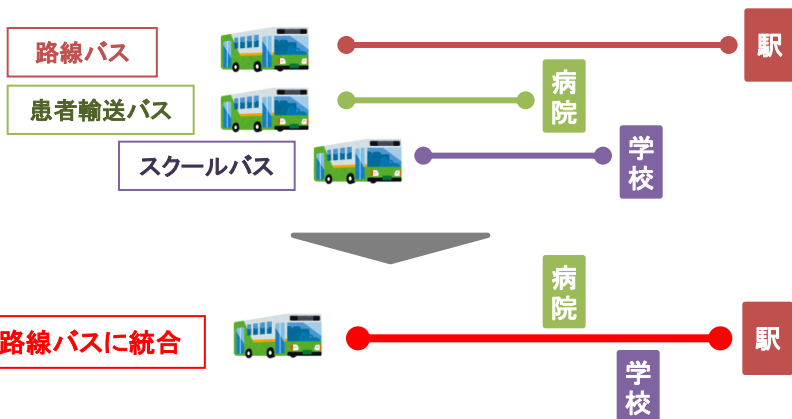 路線バス
駅
患者輸送バス
病院
スクールバス
学校
病院
路線バスに統合
駅
学校